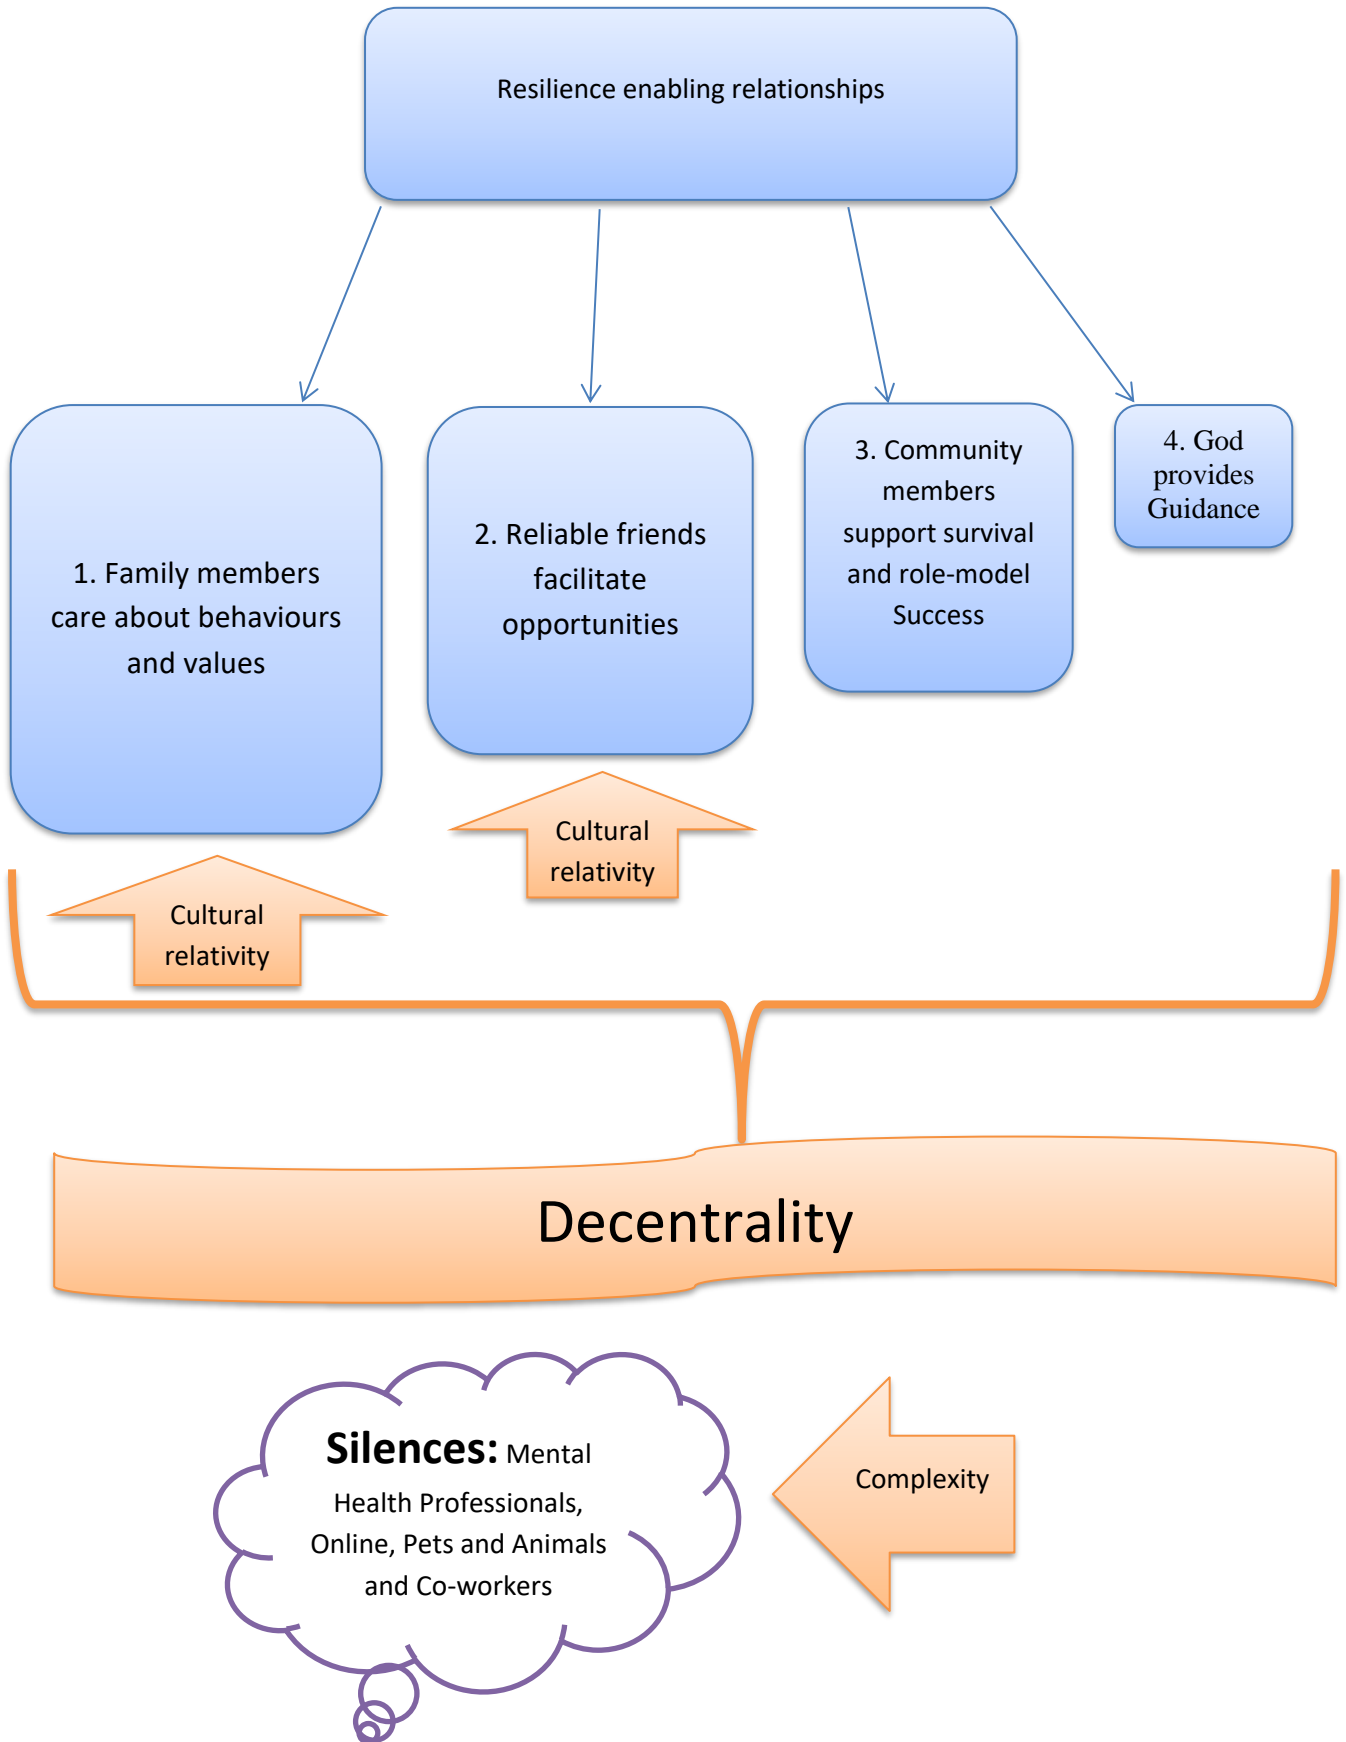 Resilience enabling relationships
1. Family members
care about behaviours
and values
2. Reliable friends
facilitate
opportunities
3. Community
members
support survival
and role-model
Success
4. God
provides
Guidance
Cultural
relativity
Cultural
relativity
Decentrality
Silences: Mental
Health Professionals,
Online, Pets and Animals
and Co-workers
Complexity